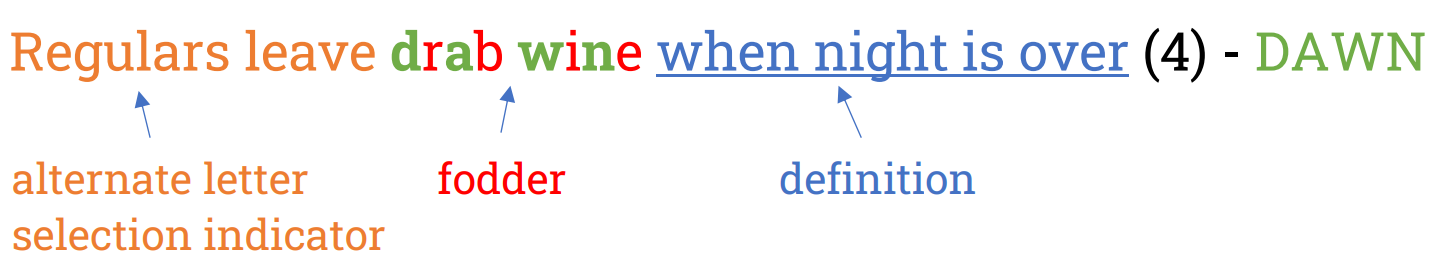 Regulars leave drab wine when night is over (4) - DAWN
alternate letter
selection indicator
fodder
definition